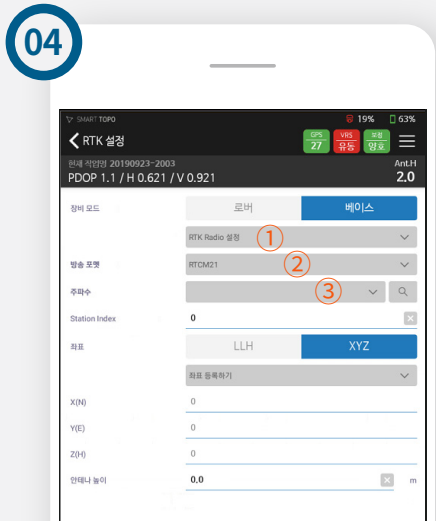 04
SMART TOPO 19% 63%
RTK 설정 GPS 27 VRS 유동 보정 양호
현재 작업명 20190923-2003 Ant.H
PDOP 1.1 / H 0.621 / V 0.921 2.0
장비 모드 로버 베이스
RTK Radio 설정 ①
방송 포맷 RTCM21 ②
주파수 ③
Station Index 0
좌표 LLH XYZ
좌표 등록하기
X(N) 0
Y(E) 0
Z(H) 0
안테나 높이 0.0 m